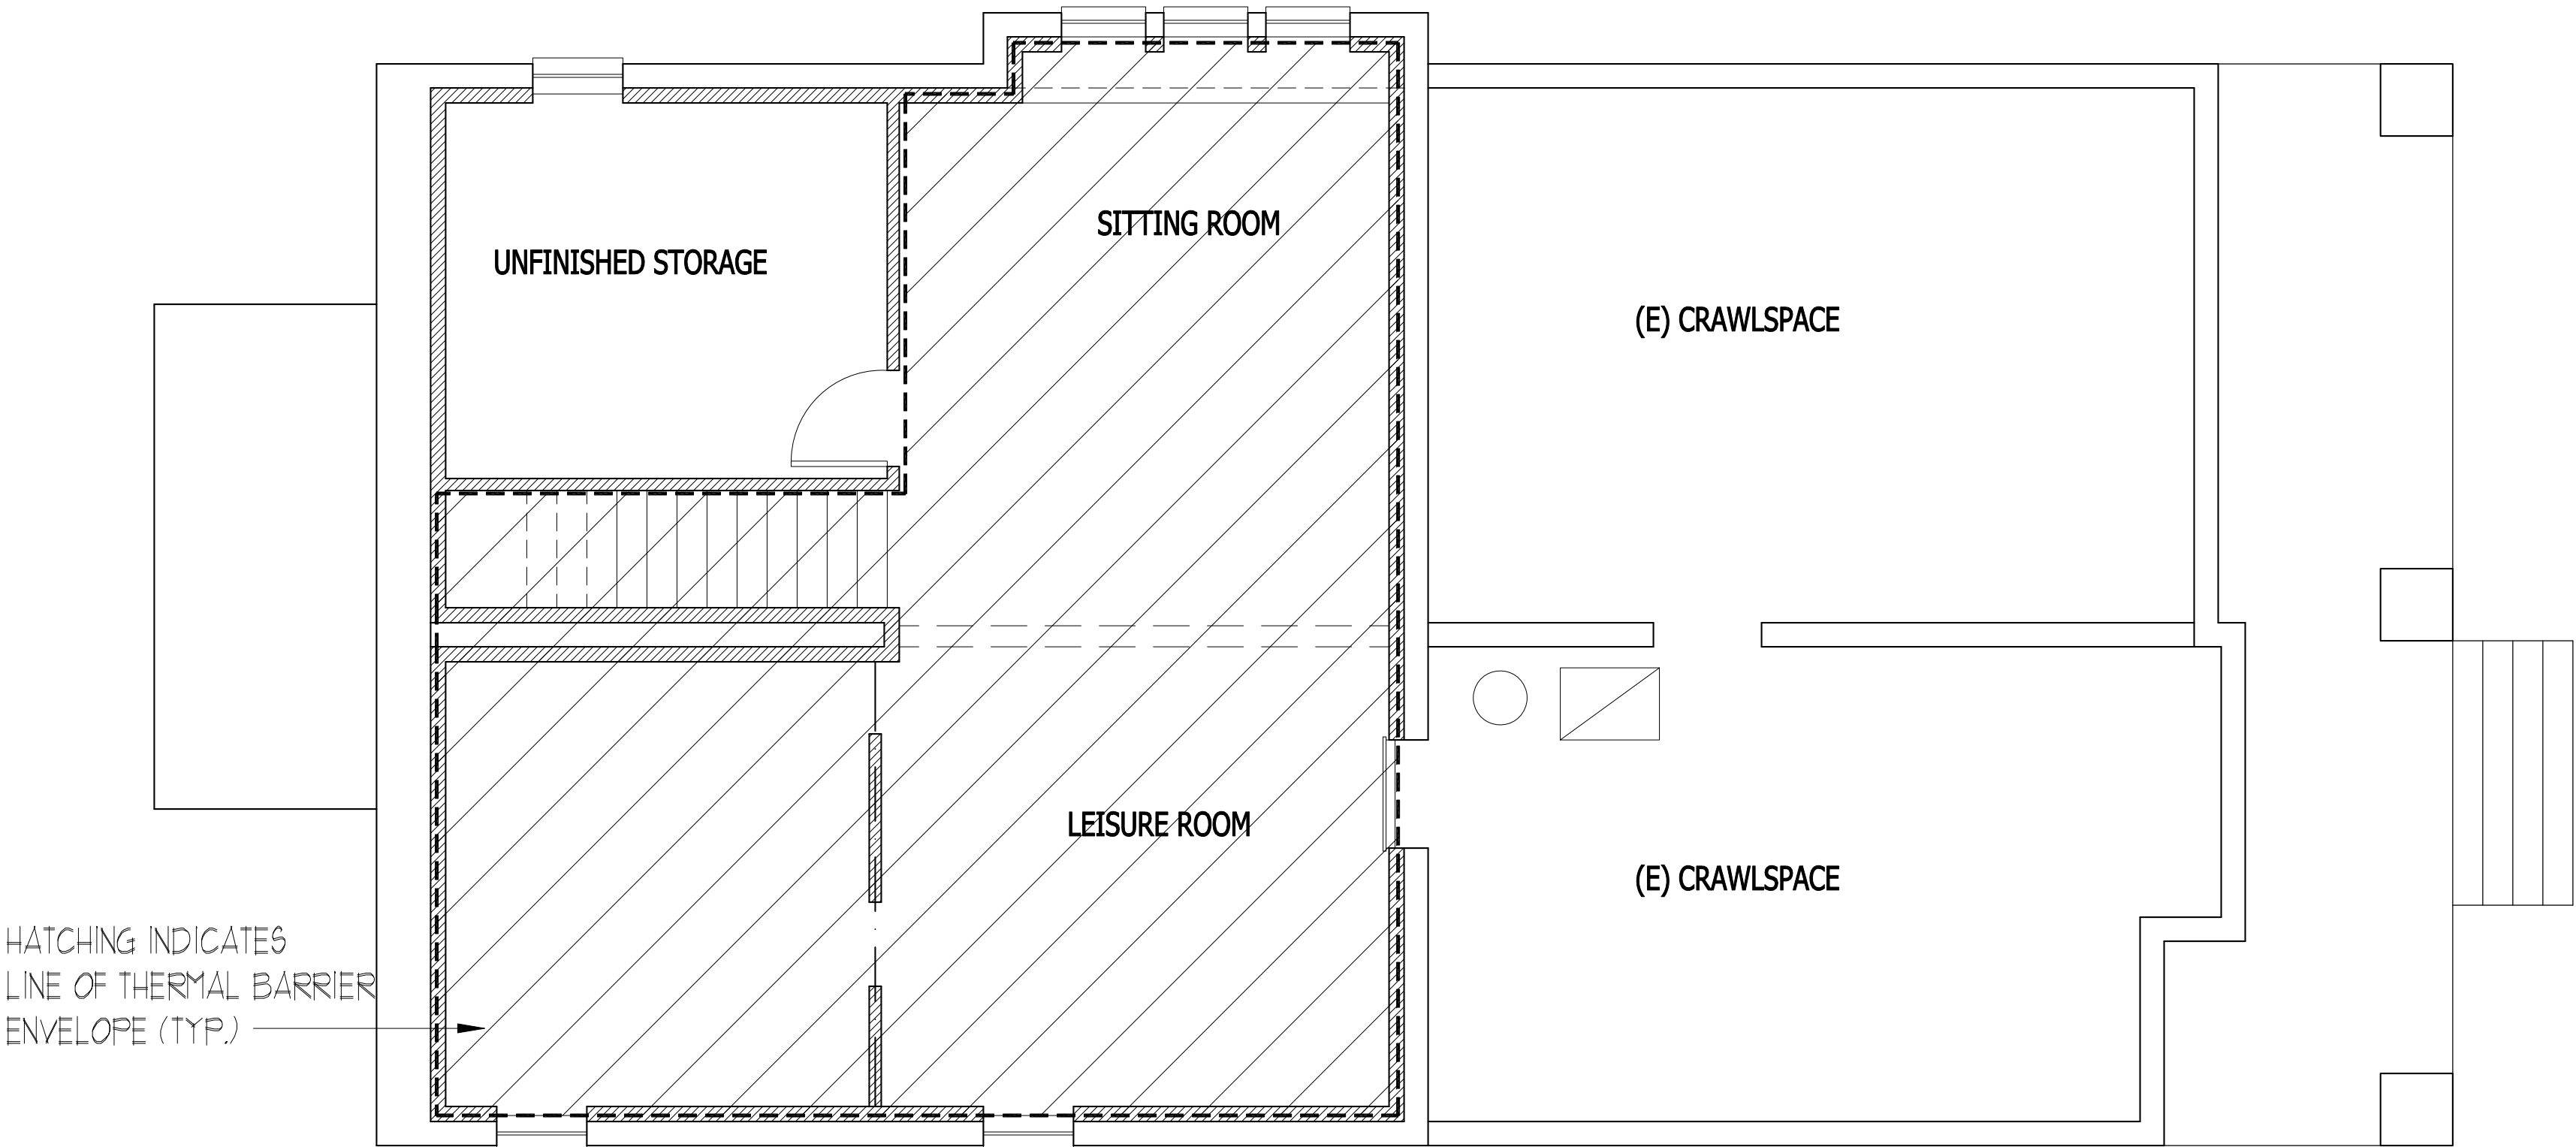 SITTING ROOM
UNFINISHED STORAGE
(E) CRAWLSPACE
LEISURE ROOM
(E) CRAWLSPACE
HATCHING INDICATES
LINE OF THERMAL BARRIER
ENVELOPE (TYP.)